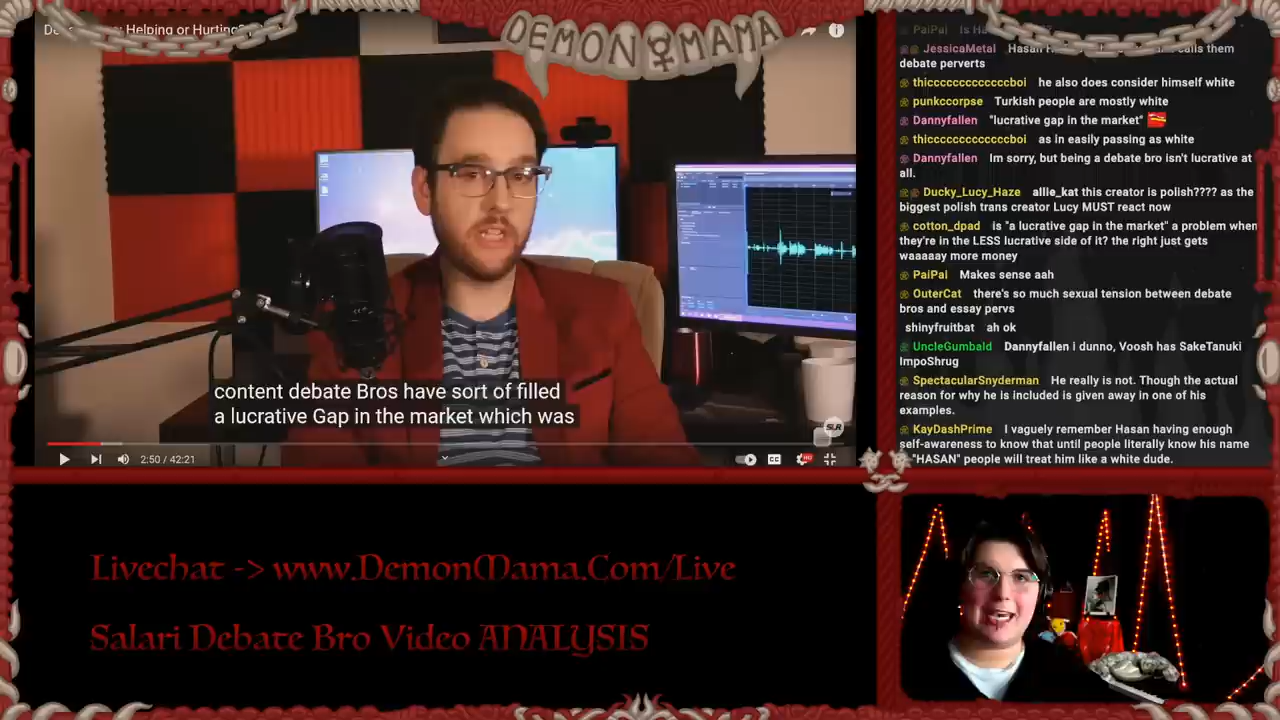 Helping or Hurting
DEMON MAMA
content debate Bros have sort of filled
a lucrative Gap in the market which was
SLR
2:50 / 42:21
CC
HD
PaiPai
JessicaMetal Hasan calls them
debate perverts
thicccccccccccccboi he also does consider himself white
punkccorpse Turkish people are mostly white
Dannyfallen "lucrative gap in the market"
thicccccccccccccboi as in easily passing as white
Dannyfallen Im sorry, but being a debate bro isn't lucrative at
all.
Ducky_Lucy_Haze allie_kat this creator is polish???? as the
biggest polish trans creator Lucy MUST react now
cotton_dpad is "a lucrative gap in the market" a problem when
they're in the LESS lucrative side of it? the right just gets
waaaaay more money
PaiPai Makes sense aah
OuterCat there's so much sexual tension between debate
bros and essay pervs
shinyfruitbat ah ok
UncleGumbald Dannyfallen i dunno, Voosh has SakeTanuki
ImpoShrug
SpectacularSnyderman He really is not. Though the actual
reason for why he is included is given away in one of his
examples.
KayDashPrime I vaguely remember Hasan having enough
self-awareness to know that until people literally know his name
is "HASAN" people will treat him like a white dude.
Livechat -> www.DemonMama.Com/Live
Salari Debate Bro Video ANALYSIS